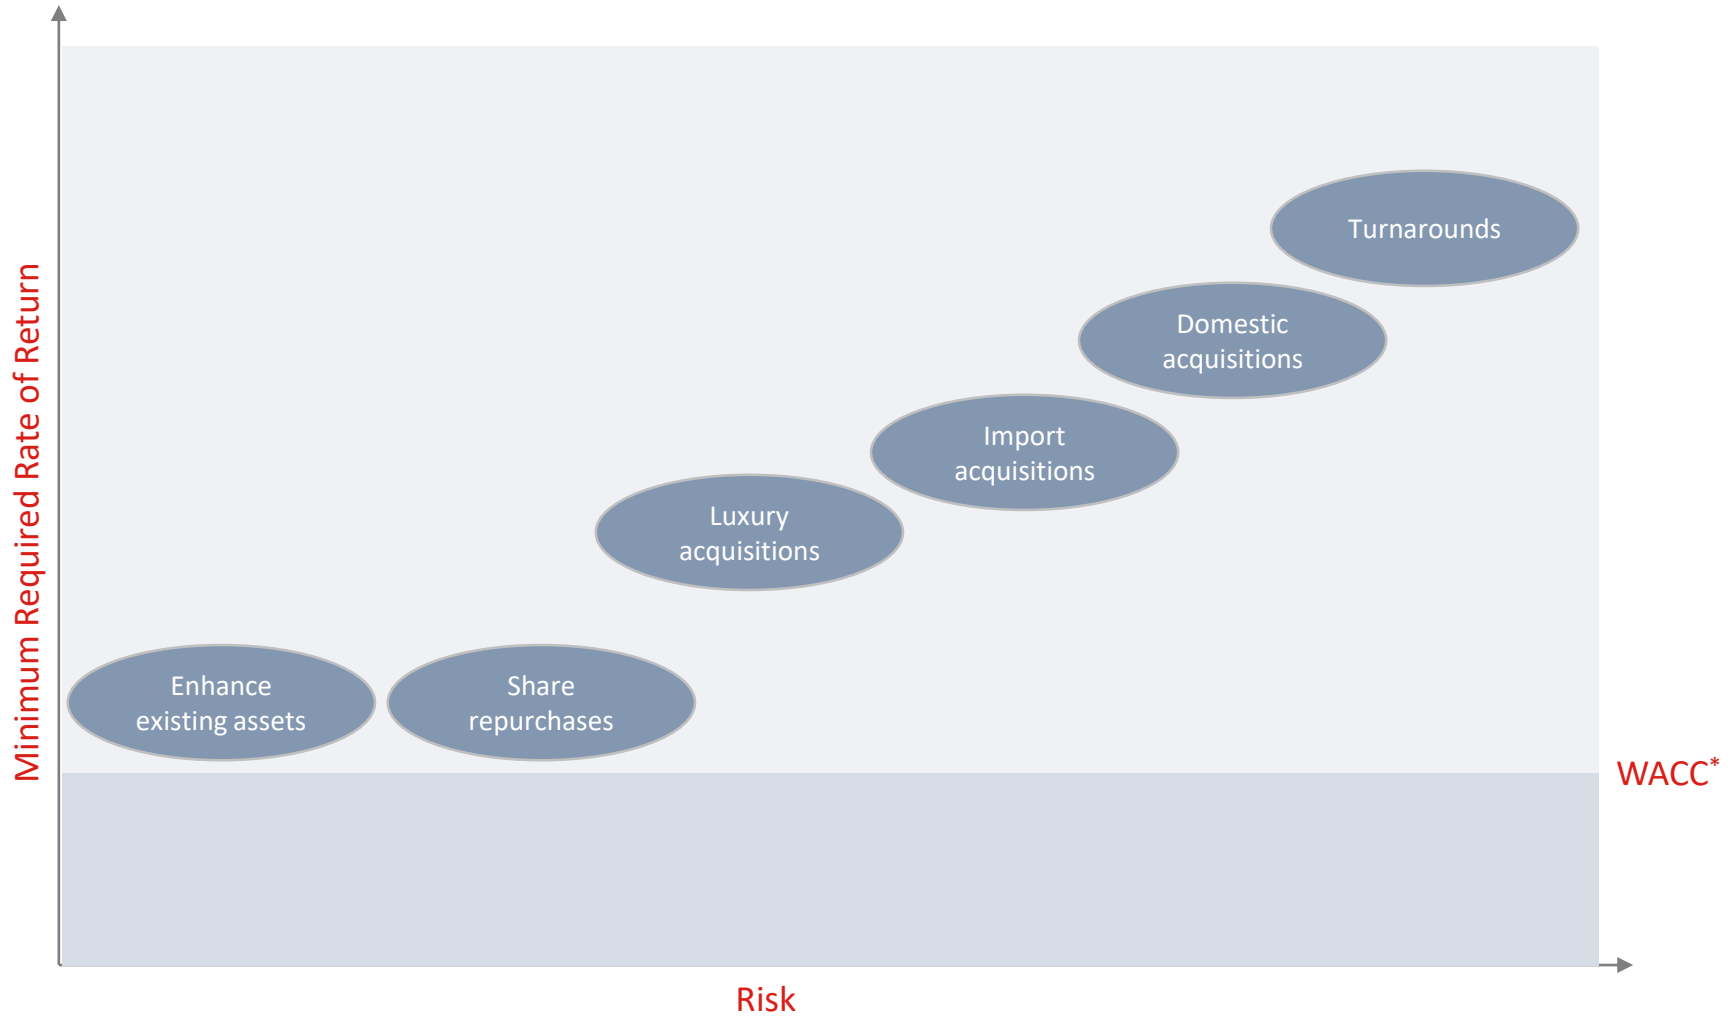 Minimum Required Rate of Return
Turnarounds
Domestic
acquisitions
Import
acquisitions
Luxury
acquisitions
Enhance
existing assets
Share
repurchases
WACC*
Risk